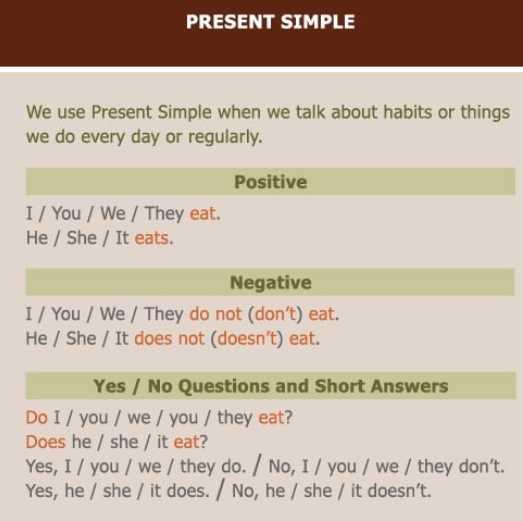 PRESENT SIMPLE
We use Present Simple when we talk about habits or things
we do every day or regularly.
Positive
I / You / We / They eat.
He / She / It eats.
Negative
I / You / We / They do not (don't) eat.
He / She / It does not (doesn't) eat.
Yes / No Questions and Short Answers
Do I / you / we / you / they eat?
Does he / she / it eat?
Yes, I / you / we / they do. / No, I / you / we / they don't.
Yes, he / she / it does. / No, he / she / it doesn't.